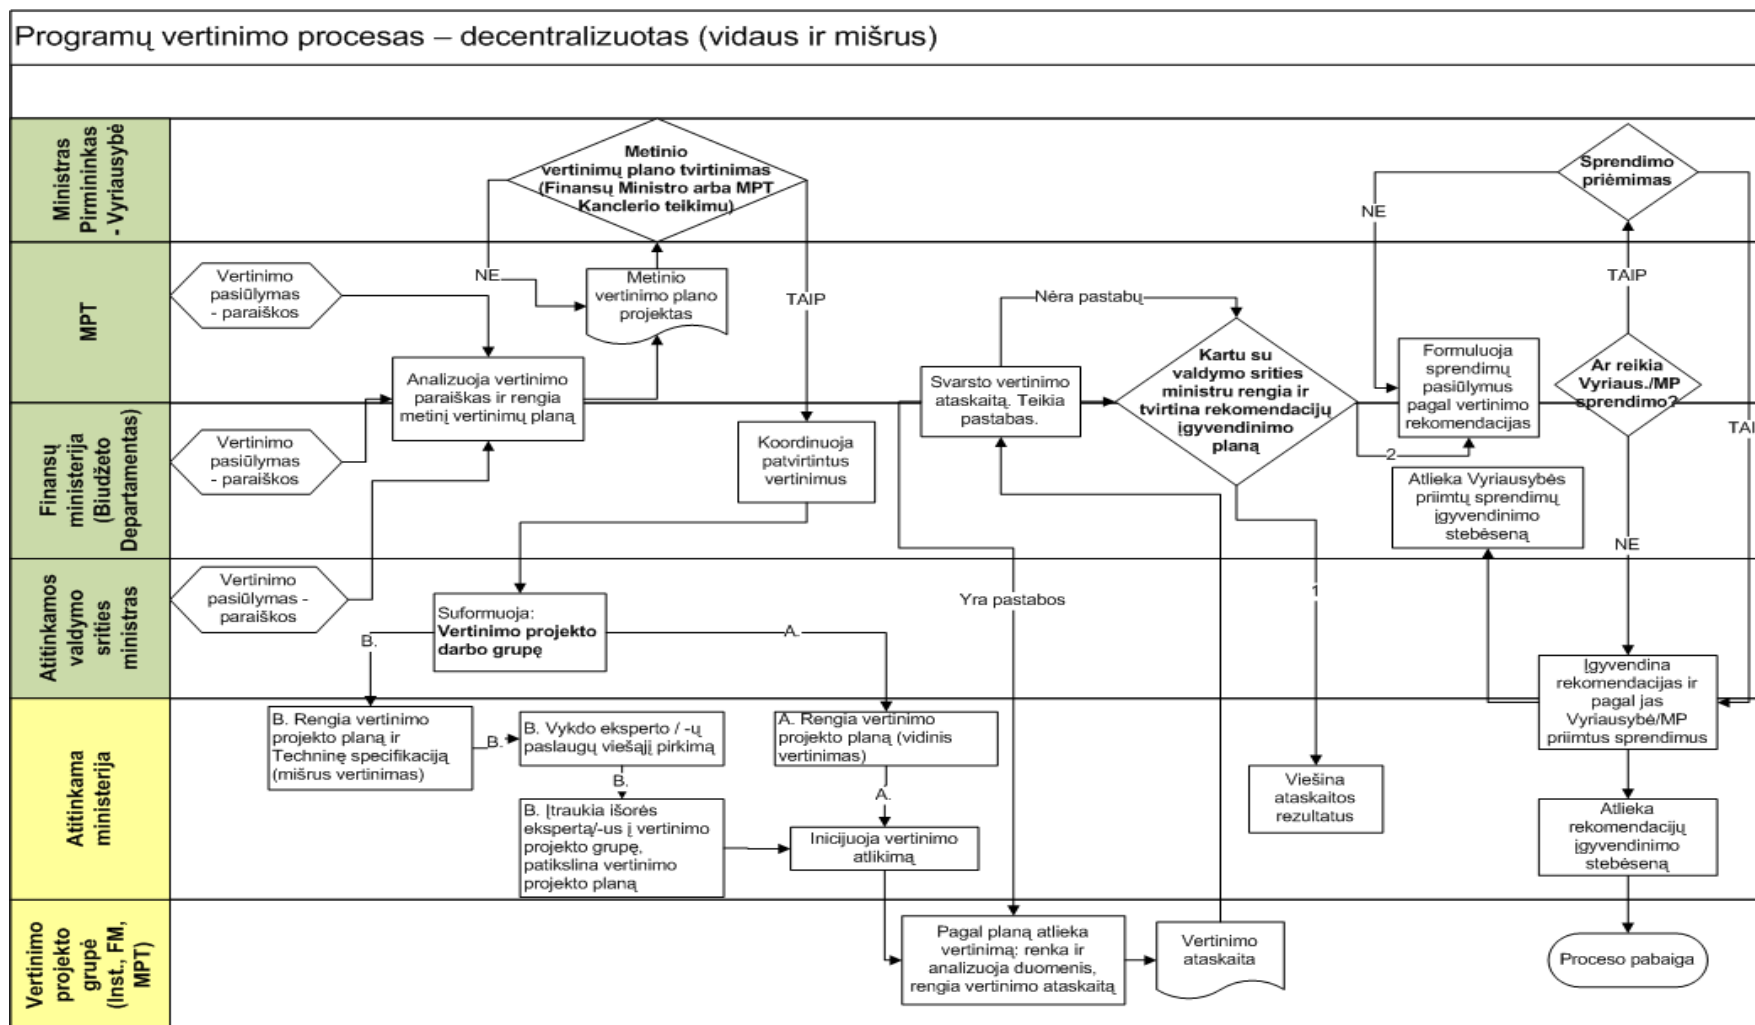 Programų vertinimo procesas – decentralizuotas (vidaus ir mišrus)
Ministras
Pirmininkas
- Vyriausybė
Metinio
vertinimų plano tvirtinimas
(Finansų Ministro arba MPT
Kanclerio teikimu)
Sprendimo
priėmimas
NE
MPT
Vertinimo
pasiūlymas
- paraiškos
NE
Metinio
vertinimo plano
projektas
TAIP
Nėra pastabų
TAIP
Analizuoja vertinimo
paraiškas ir rengia
metinį vertinimų planą
Svarsto vertinimo
ataskaitą. Teikia
pastabas.
Kartu su
valdymo srities
ministru rengia ir
tvirtina rekomendacijų
įgyvendinimo
planą
Formuluoja
sprendimų
pasiūlymus
pagal vertinimo
rekomendacijas
Ar reikia
Vyriaus./MP
sprendimo?
Finansų
ministerija
(Biudžeto
Departamentas)
Vertinimo
pasiūlymas
- paraiškos
Koordinuoja
patvirtintus
vertinimus
2
Atlieka Vyriausybės
priimtų sprendimų
įgyvendinimo
stebėseną
NE
Atitinkamos
valdymo
srities
ministras
Vertinimo
pasiūlymas -
paraiškos
Suformuoja:
Vertinimo projekto
darbo grupę
B.
A.
Yra pastabos
1
Įgyvendina
rekomendacijas ir
pagal jas
Vyriausybė/MP
priimtus sprendimus
Atitinkama
ministerija
B. Rengia vertinimo
projekto planą ir
Techninę specifikaciją
(mišrus vertinimas)
B.
B. Vykdo eksperto / -ų
paslaugų viešąjį pirkimą
B.
A. Rengia vertinimo
projekto planą (vidinis
vertinimas)
A.
B. Įtraukia išorės
ekspertą/-us į vertinimo
projekto grupę,
patikslina vertinimo
projekto planą
Inicijuoja vertinimo
atlikimą
Viešina
ataskaitos
rezultatus
Atlieka
rekomendacijų
įgyvendinimo
stebėseną
Vertinimo
projekto
grupė
(Inst., FM,
MPT)
Pagal planą atlieka
vertinimą: renka ir
analizuoja duomenis,
rengia vertinimo ataskaitą
Vertinimo
ataskaita
Proceso pabaiga